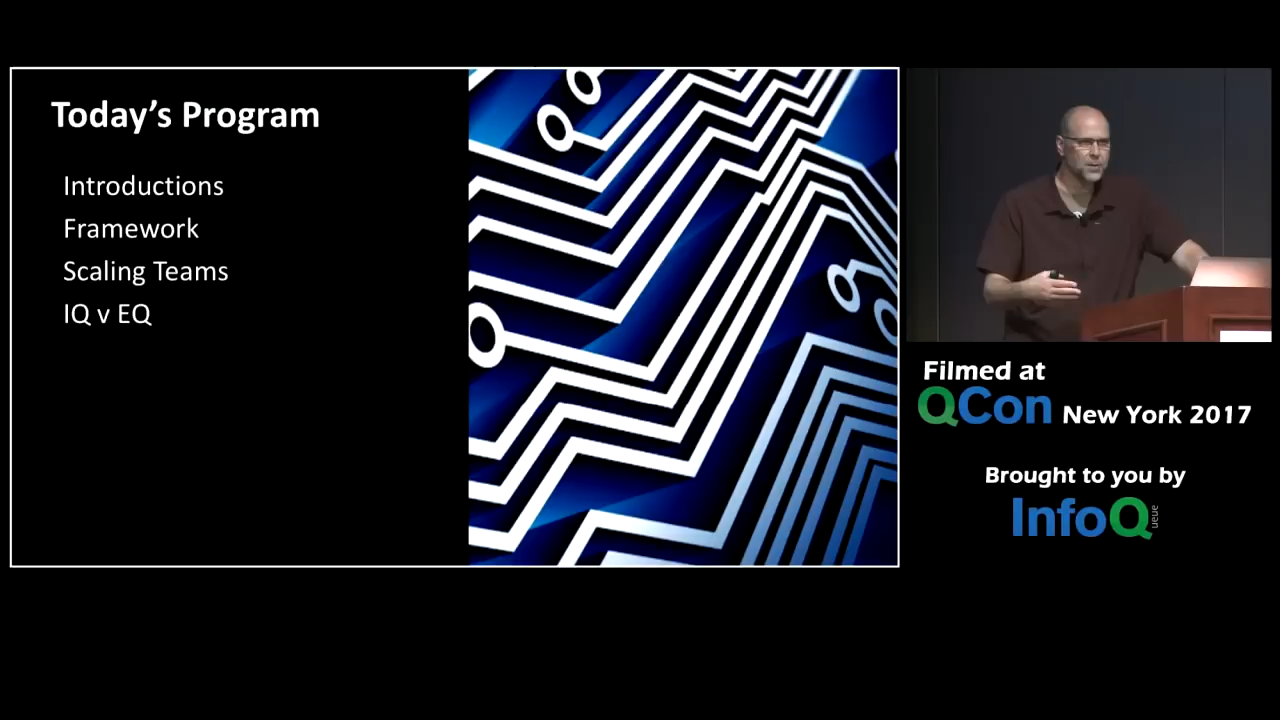 Today's Program
Introductions
Framework
Scaling Teams
IQ v EQ
Filmed at
QCon New York 2017
Brought to you by
InfoQ
ueue